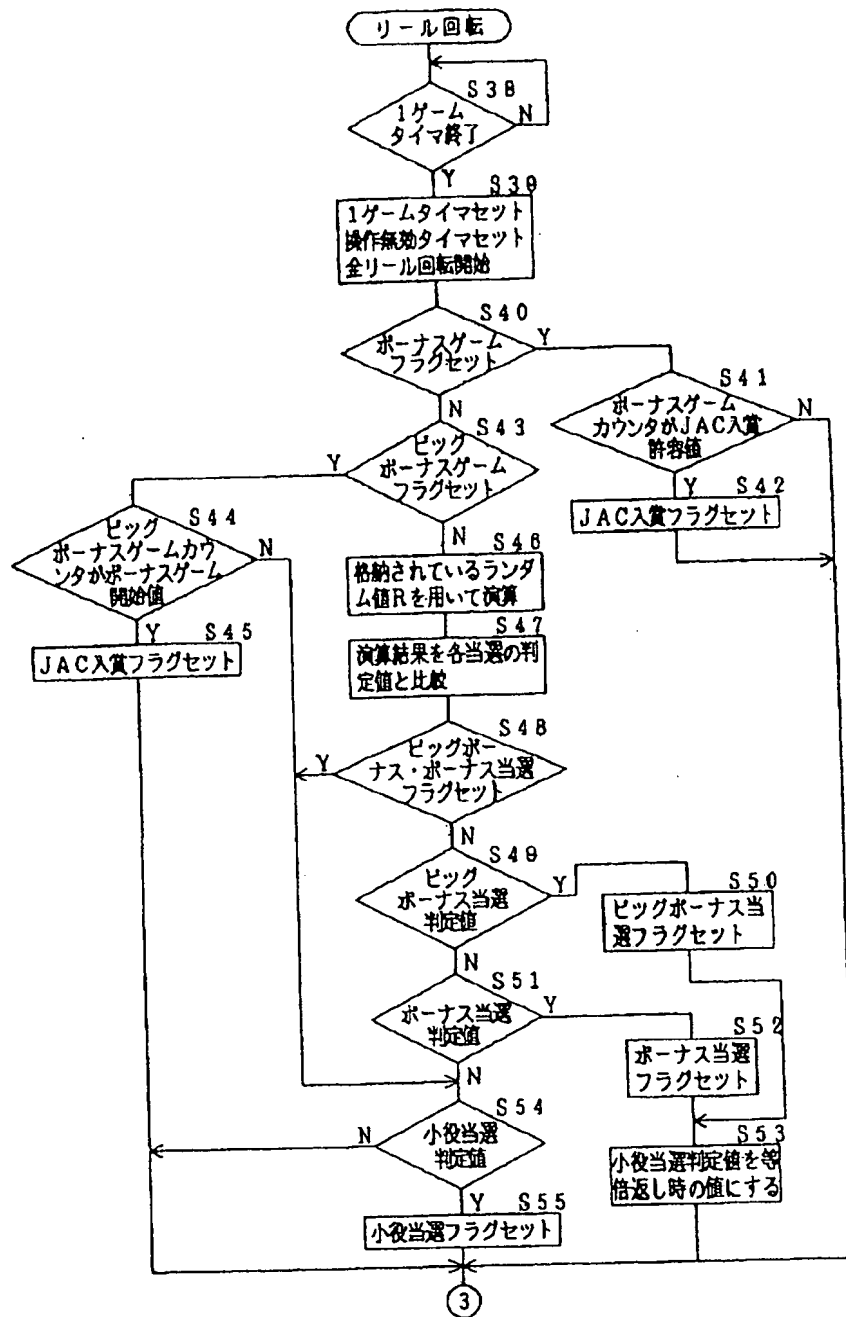 リール回転
S38
1ゲーム
タイマ終了
N
Y
S39
1ゲームタイマセット
操作無効タイマセット
全リール回転開始
S40
ボーナスゲーム
フラグセット
Y
N
S41
ボーナスゲーム
カウンタがJAC入賞
許容値
N
Y
S42
JAC入賞フラグセット
S43
ビッグ
ボーナスゲーム
フラグセット
Y
N
S44
ビッグ
ボーナスゲームカウ
ンタがボーナスゲーム
開始値
N
Y
S45
JAC入賞フラグセット
S46
格納されているランダ
ム値Rを用いて演算
S47
演算結果を各当選の判
定値と比較
S48
ビッグボー
ナス・ボーナス当選
フラグセット
Y
N
S49
ビッグ
ボーナス当選
判定値
Y
N
S50
ビッグボーナス当
選フラグセット
S51
ボーナス当選
判定値
Y
N
S52
ボーナス当選
フラグセット
S53
小役当選判定値を等
倍返し時の値にする
S54
小役当選
判定値
N
Y
S55
小役当選フラグセット
3